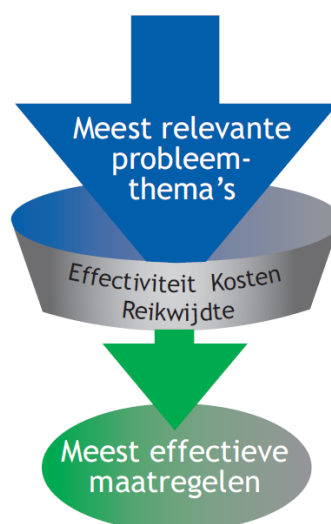 Meest relevante
probleem-
thema's
Effectiviteit Kosten
Reikwijdte
Meest effectieve
maatregelen